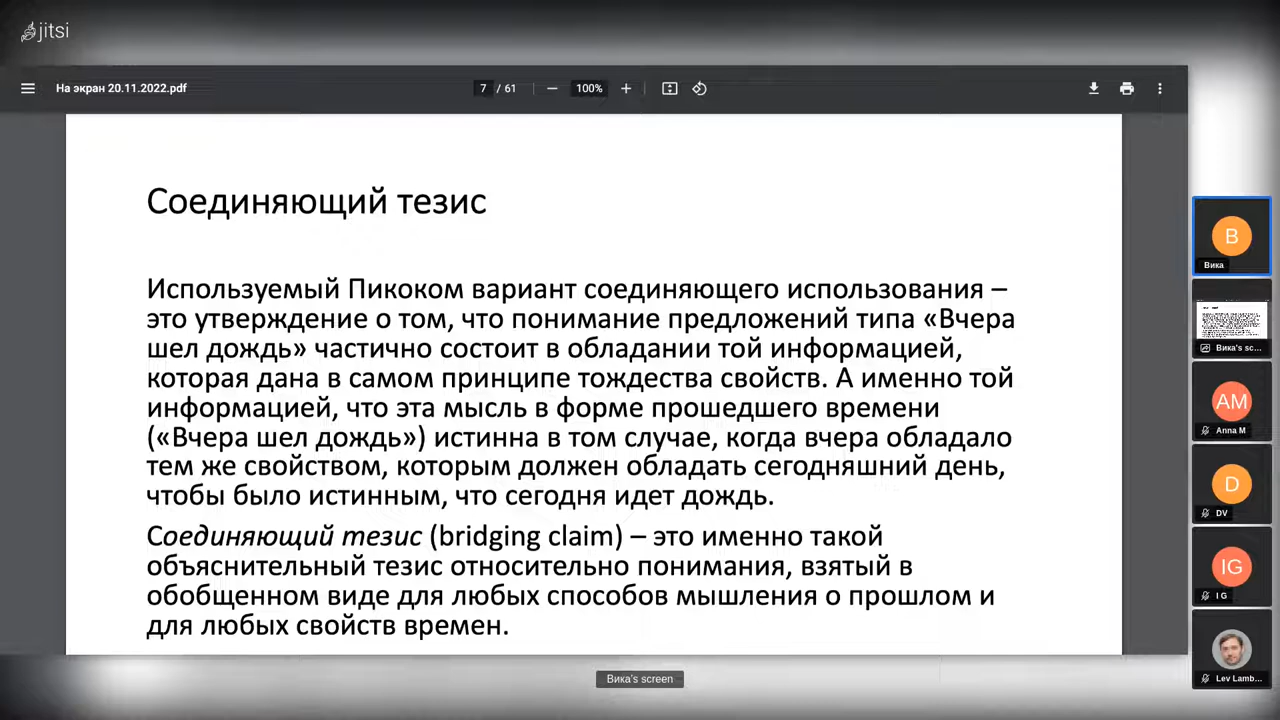 jitsi
На экран 20.11.2022.pdf
7 / 61
100%
Соединяющий тезис
Используемый Пикоком вариант соединяющего использования –
это утверждение о том, что понимание предложений типа «Вчера
шел дождь» частично состоит в обладании той информацией,
которая дана в самом принципе тождества свойств. А именно той
информацией, что эта мысль в форме прошедшего времени
(«Вчера шел дождь») истинна в том случае, когда вчера обладало
тем же свойством, которым должен обладать сегодняшний день,
чтобы было истинным, что сегодня идет дождь.
Соединяющий тезис (bridging claim) – это именно такой
объяснительный тезис относительно понимания, взятый в
обобщенном виде для любых способов мышления о прошлом и
для любых свойств времен.
B
Вика
Вика's sc...
AM
Anna M
D
DV
IG
I G
Lev Lamb...
Вика's screen